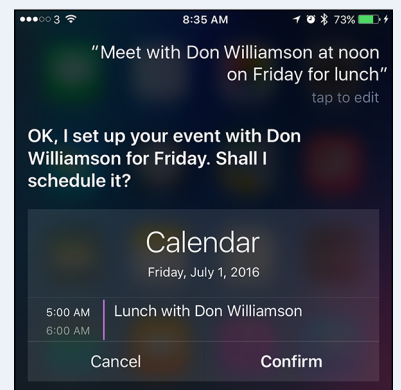 3 8:35 AM 73%
“Meet with Don Williamson at noon
on Friday for lunch”
tap to edit
OK, I set up your event with Don
Williamson for Friday. Shall I
schedule it?
Calendar
Friday, July 1, 2016
5:00 AM Lunch with Don Williamson
6:00 AM
Cancel Confirm